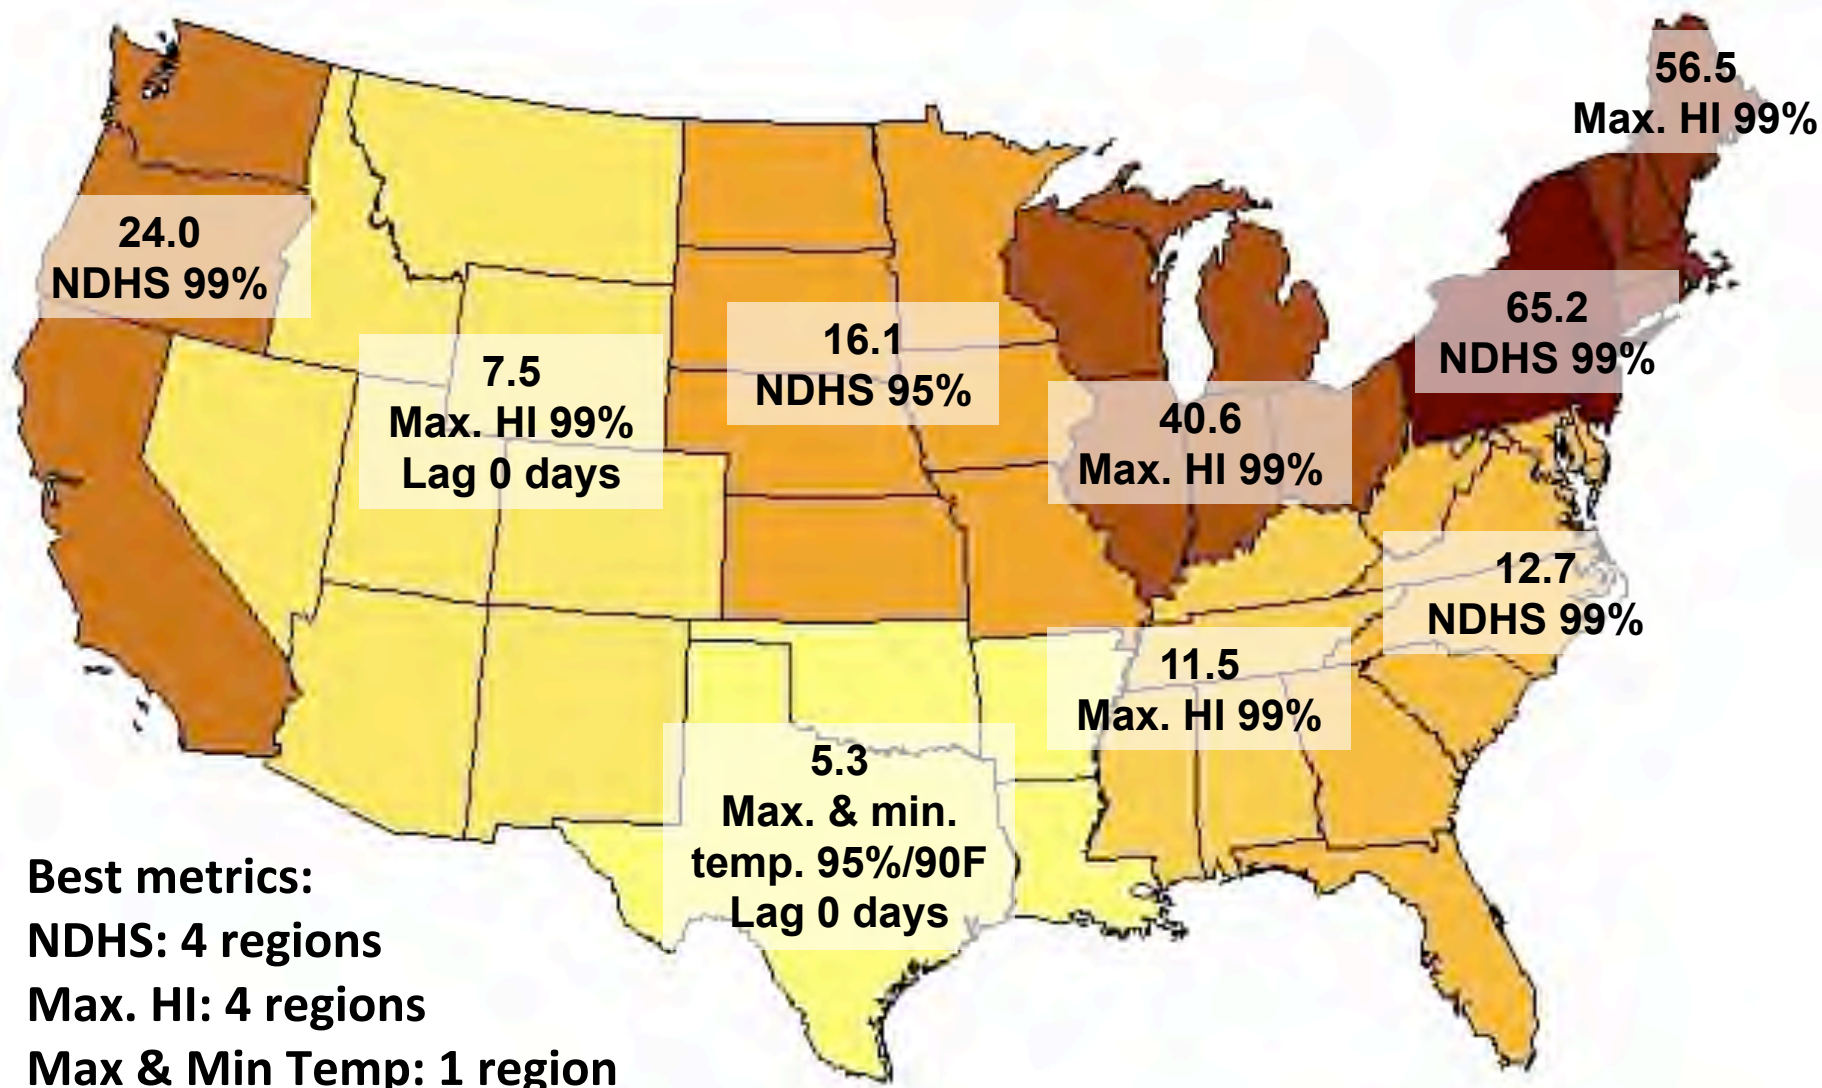 56.5
Max. HI 99%
24.0
NDHS 99%
65.2
NDHS 99%
16.1
NDHS 95%
7.5
Max. HI 99%
Lag 0 days
40.6
Max. HI 99%
12.7
NDHS 99%
11.5
Max. HI 99%
5.3
Max. & min.
temp. 95%/90F
Lag 0 days
Best metrics:
NDHS: 4 regions
Max. HI: 4 regions
Max & Min Temp: 1 region